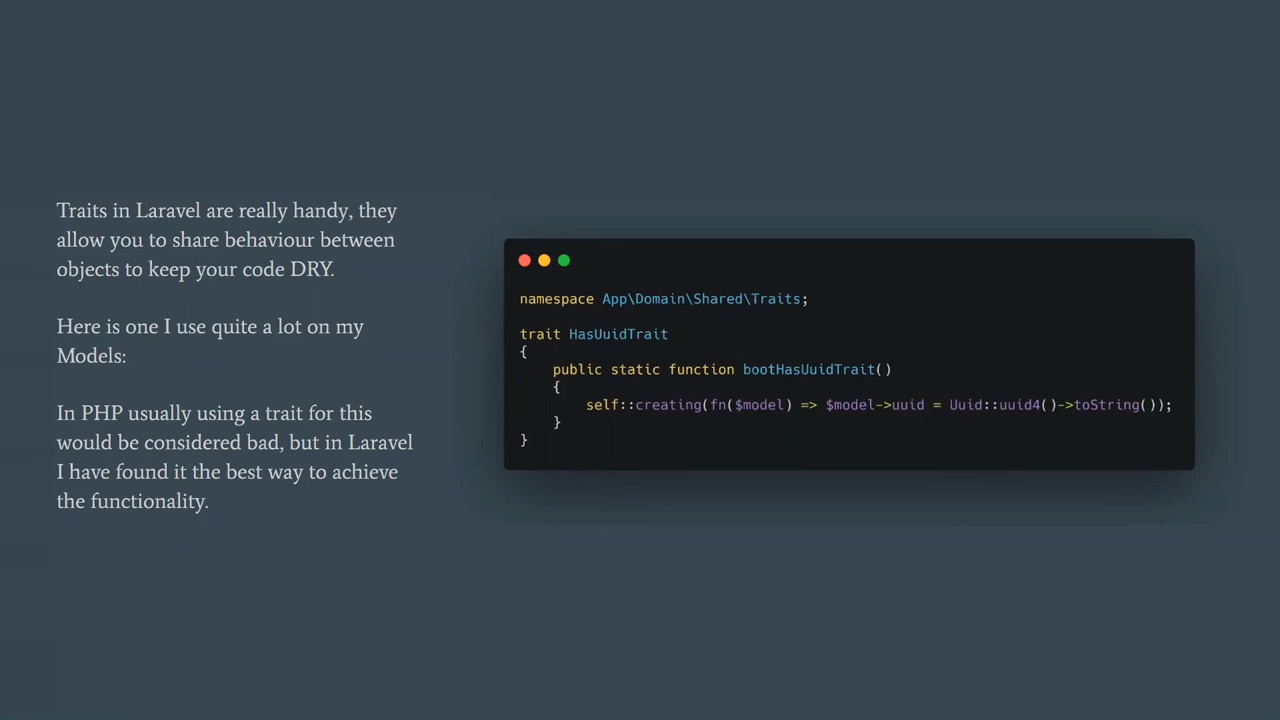 Traits in Laravel are really handy, they
allow you to share behaviour between
objects to keep your code DRY.
Here is one I use quite a lot on my
Models:
In PHP usually using a trait for this
would be considered bad, but in Laravel
I have found it the best way to achieve
the functionality.
namespace App\Domain\Shared\Traits;
trait HasUuidTrait
{
    public static function bootHasUuidTrait()
    {
        self::creating(fn($model) => $model->uuid = Uuid::uuid4()->toString());
    }
}